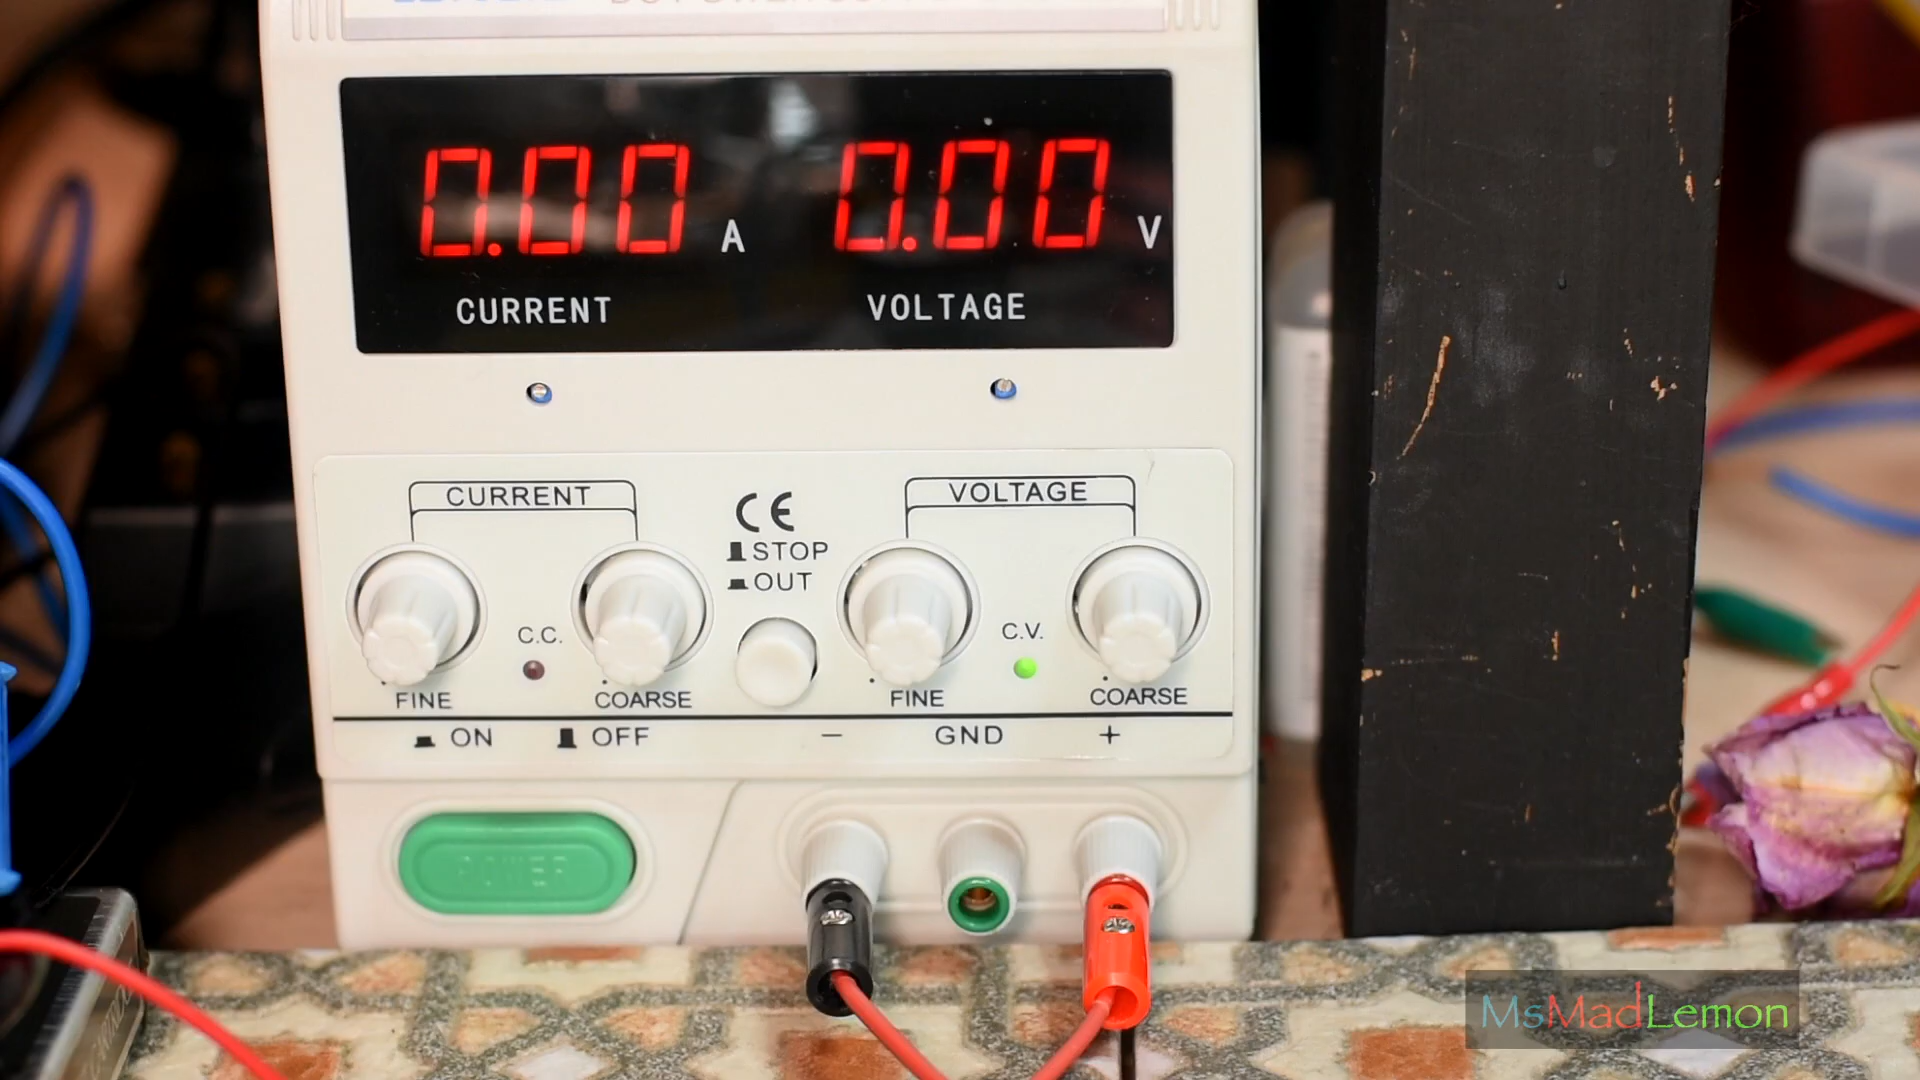 0.00 A 0.00 V
CURRENT VOLTAGE
CURRENT
VOLTAGE
CE
STOP
OUT
C.C.
C.V.
FINE COARSE FINE COARSE
ON OFF − GND +
POWER
MsMadLemon